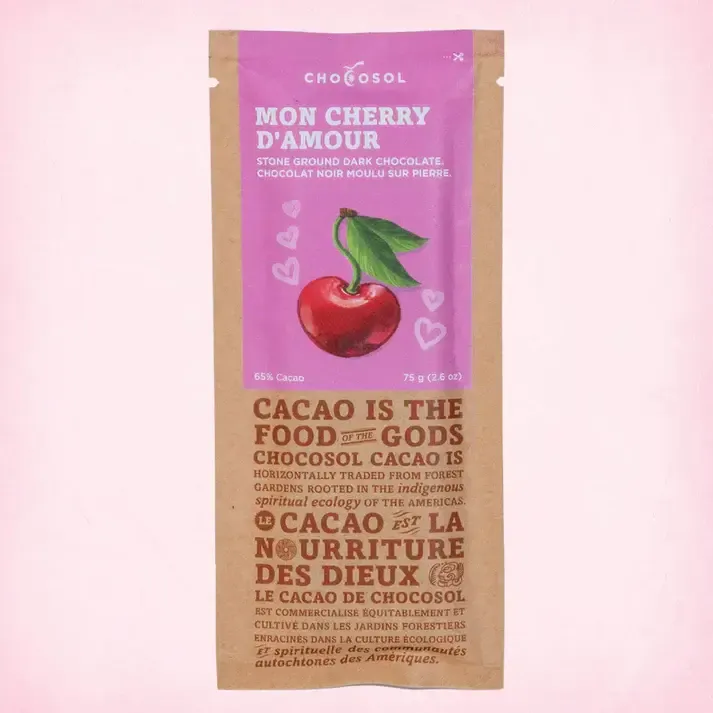 CHOCOSOL
MON CHERRY
D'AMOUR
STONE GROUND DARK CHOCOLATE.
CHOCOLAT NOIR MOULU SUR PIERRE.
65% Cacao 75 g (2.6 oz)
CACAO IS THE
FOOD OF THE GODS
CHOCOSOL CACAO IS
HORIZONTALLY TRADED FROM FOREST
GARDENS ROOTED IN THE indigenous
spiritual ecology OF THE AMERICAS.
LE CACAO EST LA
NOURRITURE
DES DIEUX
LE CACAO DE CHOCOSOL
EST COMMERCIALISÉ ÉQUITABLEMENT ET
CULTIVÉ DANS LES JARDINS FORESTIERS
ENRACINÉS DANS LA CULTURE ÉCOLOGIQUE
ET spirituelle des communautés
autochtones des Amériques.